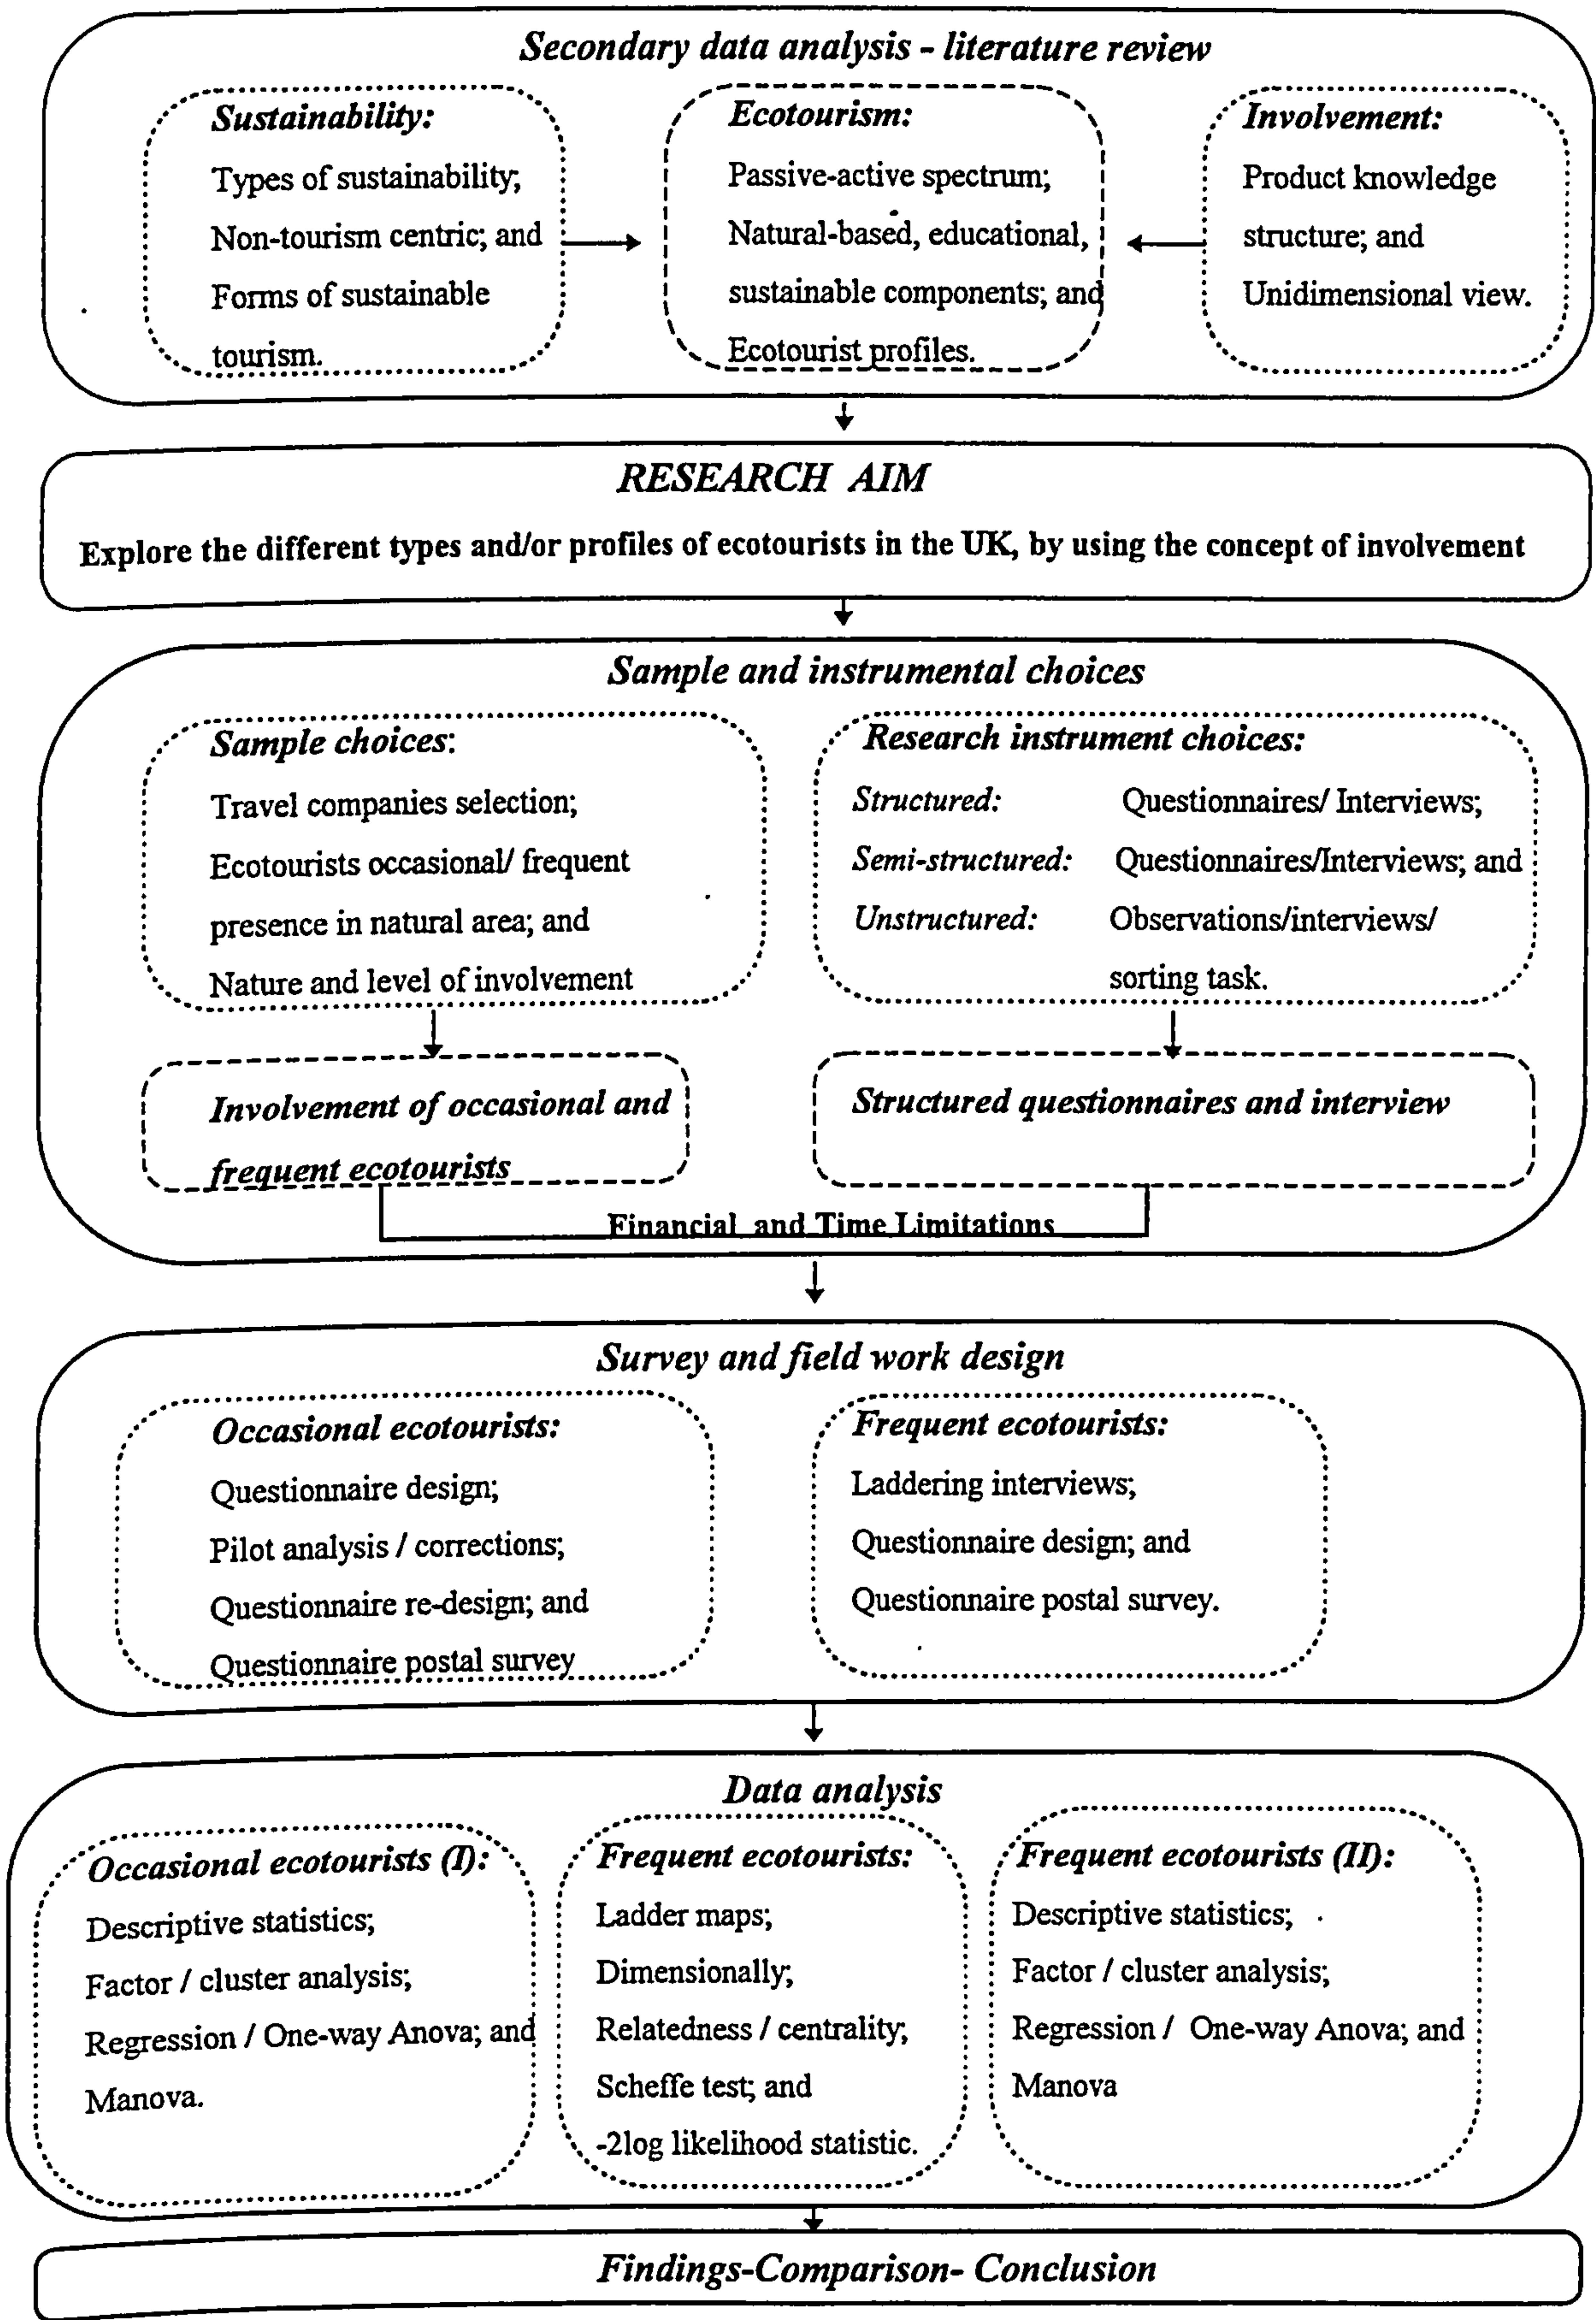 Secondary data analysis - literature review
Sustainability:
Types of sustainability;
Non-tourism centric; and
Forms of sustainable
tourism.
Ecotourism:
Passive-active spectrum;
Natural-based, educational,
sustainable components; and
Ecotourist profiles.
Involvement:
Product knowledge
structure; and
Unidimensional view.
RESEARCH AIM
Explore the different types and/or profiles of ecotourists in the UK, by using the concept of involvement
Sample and instrumental choices
Sample choices:
Travel companies selection;
Ecotourists occasional/ frequent
presence in natural area; and
Nature and level of involvement
Research instrument choices:
Structured: Questionnaires/ Interviews;
Semi-structured: Questionnaires/Interviews; and
Unstructured: Observations/interviews/
sorting task.
Involvement of occasional and
frequent ecotourists
Structured questionnaires and interview
Financial and Time Limitations
Survey and field work design
Occasional ecotourists:
Questionnaire design;
Pilot analysis / corrections;
Questionnaire re-design; and
Questionnaire postal survey
Frequent ecotourists:
Laddering interviews;
Questionnaire design; and
Questionnaire postal survey.
Data analysis
Occasional ecotourists (I):
Descriptive statistics;
Factor / cluster analysis;
Regression / One-way Anova; and
Manova.
Frequent ecotourists:
Ladder maps;
Dimensionally;
Relatedness / centrality;
Scheffe test; and
-2log likelihood statistic.
Frequent ecotourists (II):
Descriptive statistics;
Factor / cluster analysis;
Regression / One-way Anova; and
Manova
Findings-Comparison- Conclusion